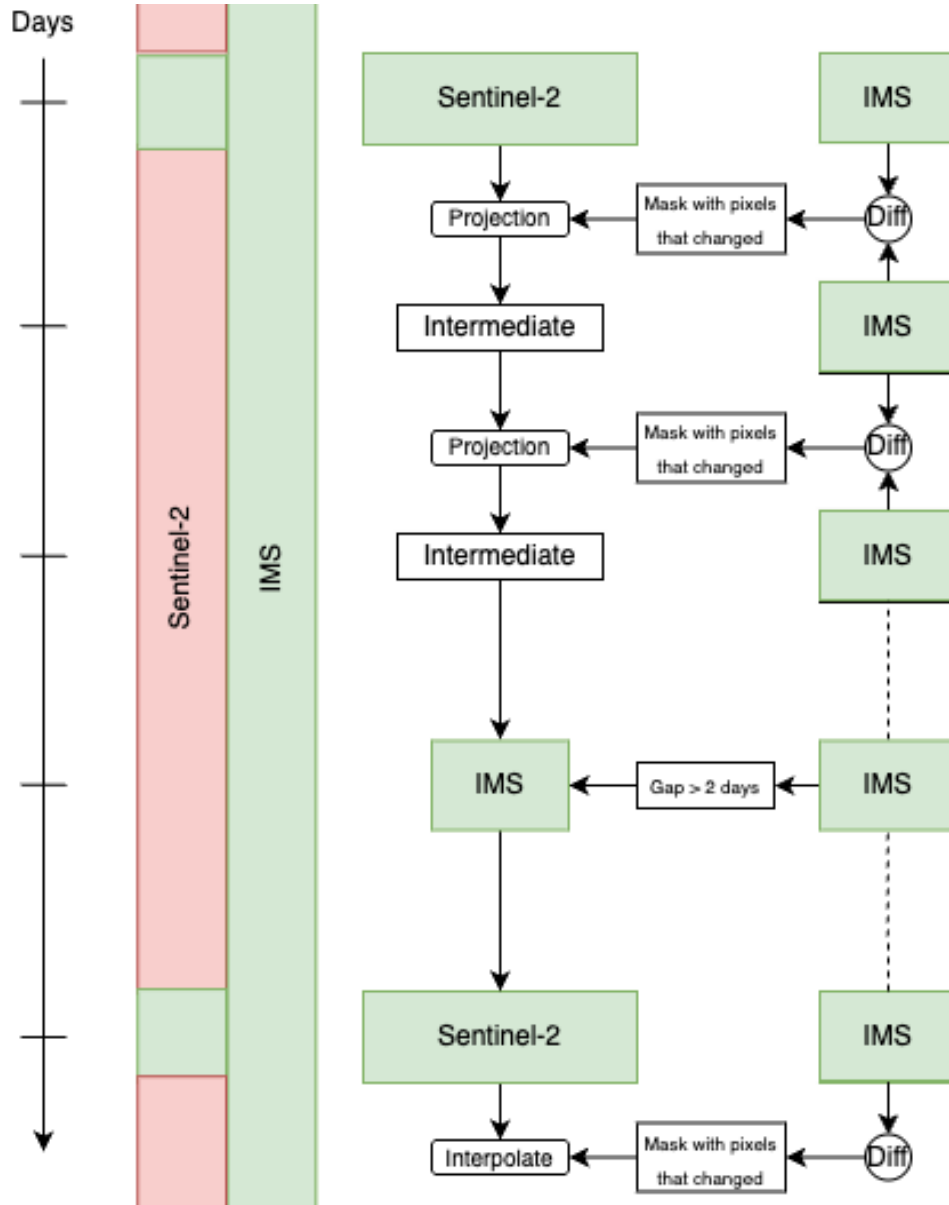 Days
Sentinel-2
IMS
Sentinel-2
IMS
Projection
Mask with pixels
that changed
Diff
Intermediate
IMS
Projection
Mask with pixels
that changed
Diff
Intermediate
IMS
IMS
Gap > 2 days
IMS
Sentinel-2
IMS
Interpolate
Mask with pixels
that changed
Diff